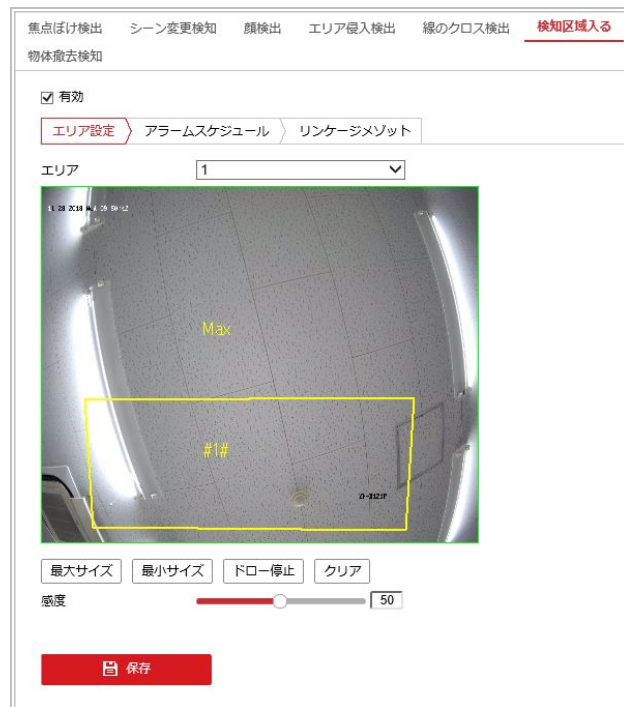 焦点ぼけ検出 シーン変更検知 顔検出 エリア侵入検出 線のクロス検出 検知区域入る
物体撤去検知
有効
エリア設定 アラームスケジュール リンケージメゾット
エリア 1
Max
#1#
最大サイズ 最小サイズ ドロー停止 クリア
感度 50
保存